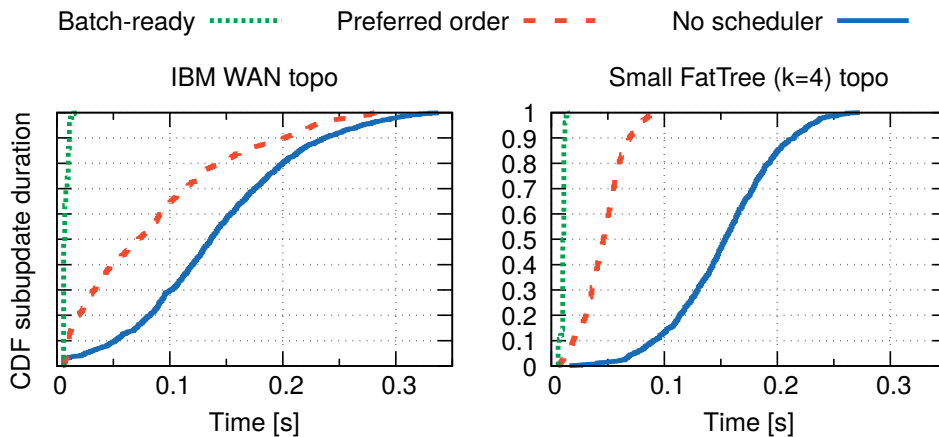 Batch-ready Preferred order No scheduler
IBM WAN topo
CDF subupdate duration
0 0.1 0.2 0.3
Time [s]
Small FatTree (k=4) topo
1
0.9
0.8
0.7
0.6
0.5
0.4
0.3
0.2
0.1
0
0 0.1 0.2 0.3
Time [s]